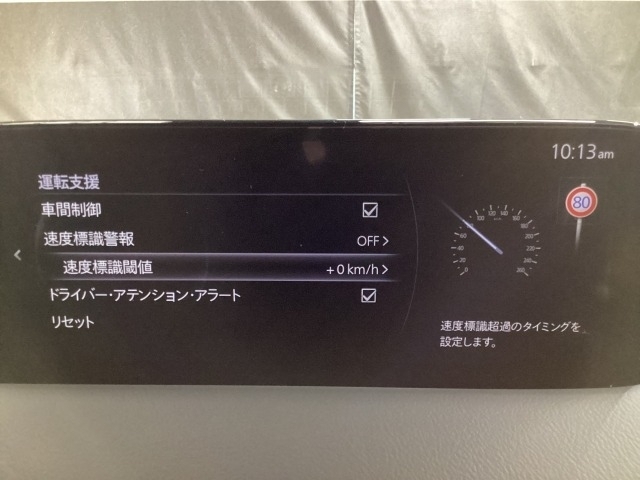 10:13 am
運転支援
車間制御
速度標識警報 OFF
速度標識閾値 +0 km/h
ドライバー・アテンション・アラート
リセット
80
速度標識超過のタイミングを
設定します。